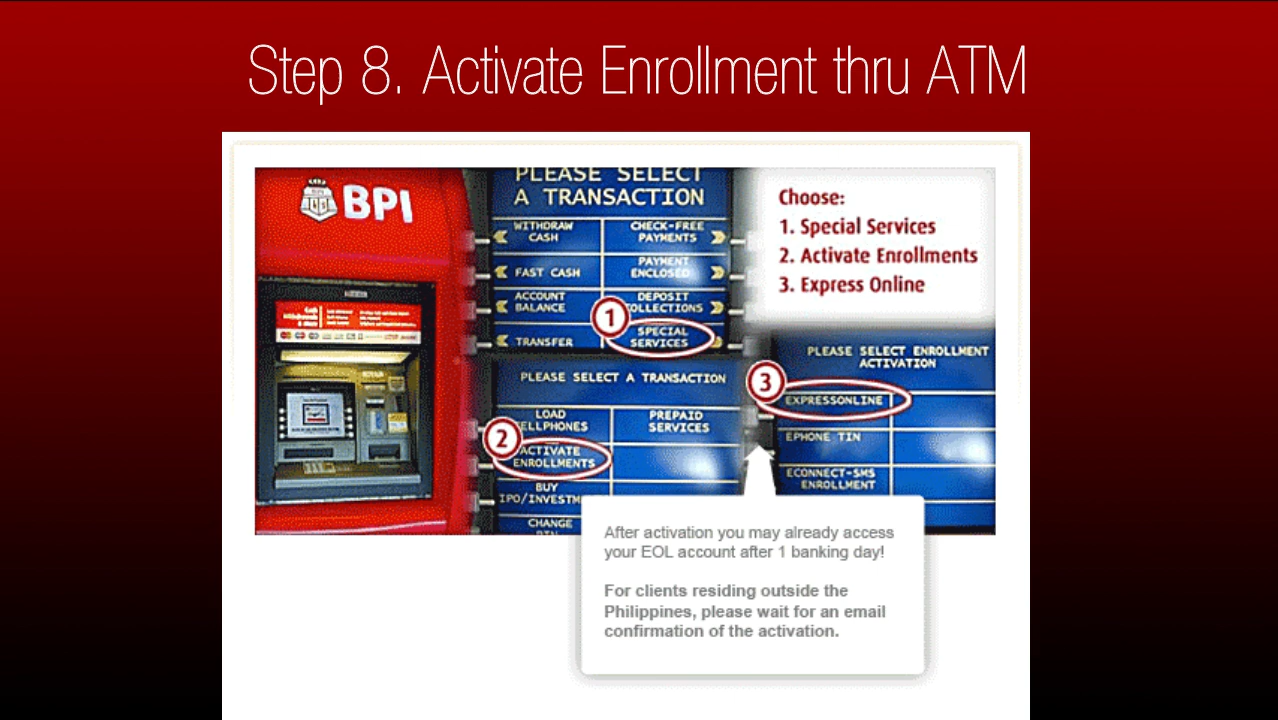 Step 8. Activate Enrollment thru ATM
BPI
PLEASE SELECT
A TRANSACTION
WITHDRAW
CASH
CHECK-FREE
PAYMENTS
FAST CASH
PAYMENT
ENCLOSED
ACCOUNT
BALANCE
DEPOSIT
OLLECTIONS
TRANSFER
1
SPECIAL
SERVICES
Choose:
1. Special Services
2. Activate Enrollments
3. Express Online
PLEASE SELECT A TRANSACTION
LOAD
ELLPHONES
PREPAID
SERVICES
2
ACTIVATE
ENROLLMENTS
BUY
IPO/INVESTM
CHANGE
PLEASE SELECT ENROLLMENT
ACTIVATION
3
EXPRESSONLINE
EPHONE TIN
ECONNECT-SMS
ENROLLMENT
After activation you may already access
your EOL account after 1 banking day!
For clients residing outside the
Philippines, please wait for an email
confirmation of the activation.